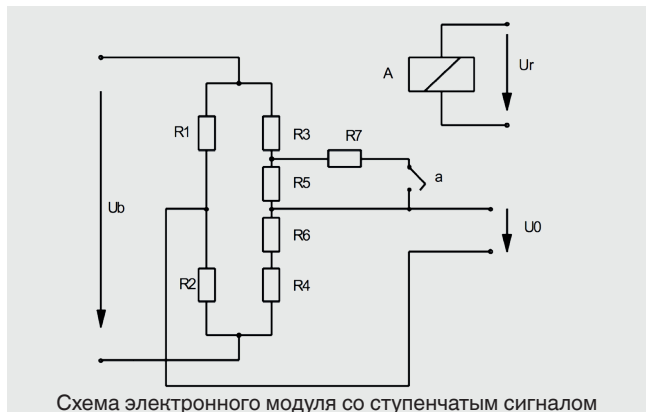 A
Ur
R1
R3
R7
R5
a
Ub
R6
U0
R2
R4
Схема электронного модуля со ступенчатым сигналом